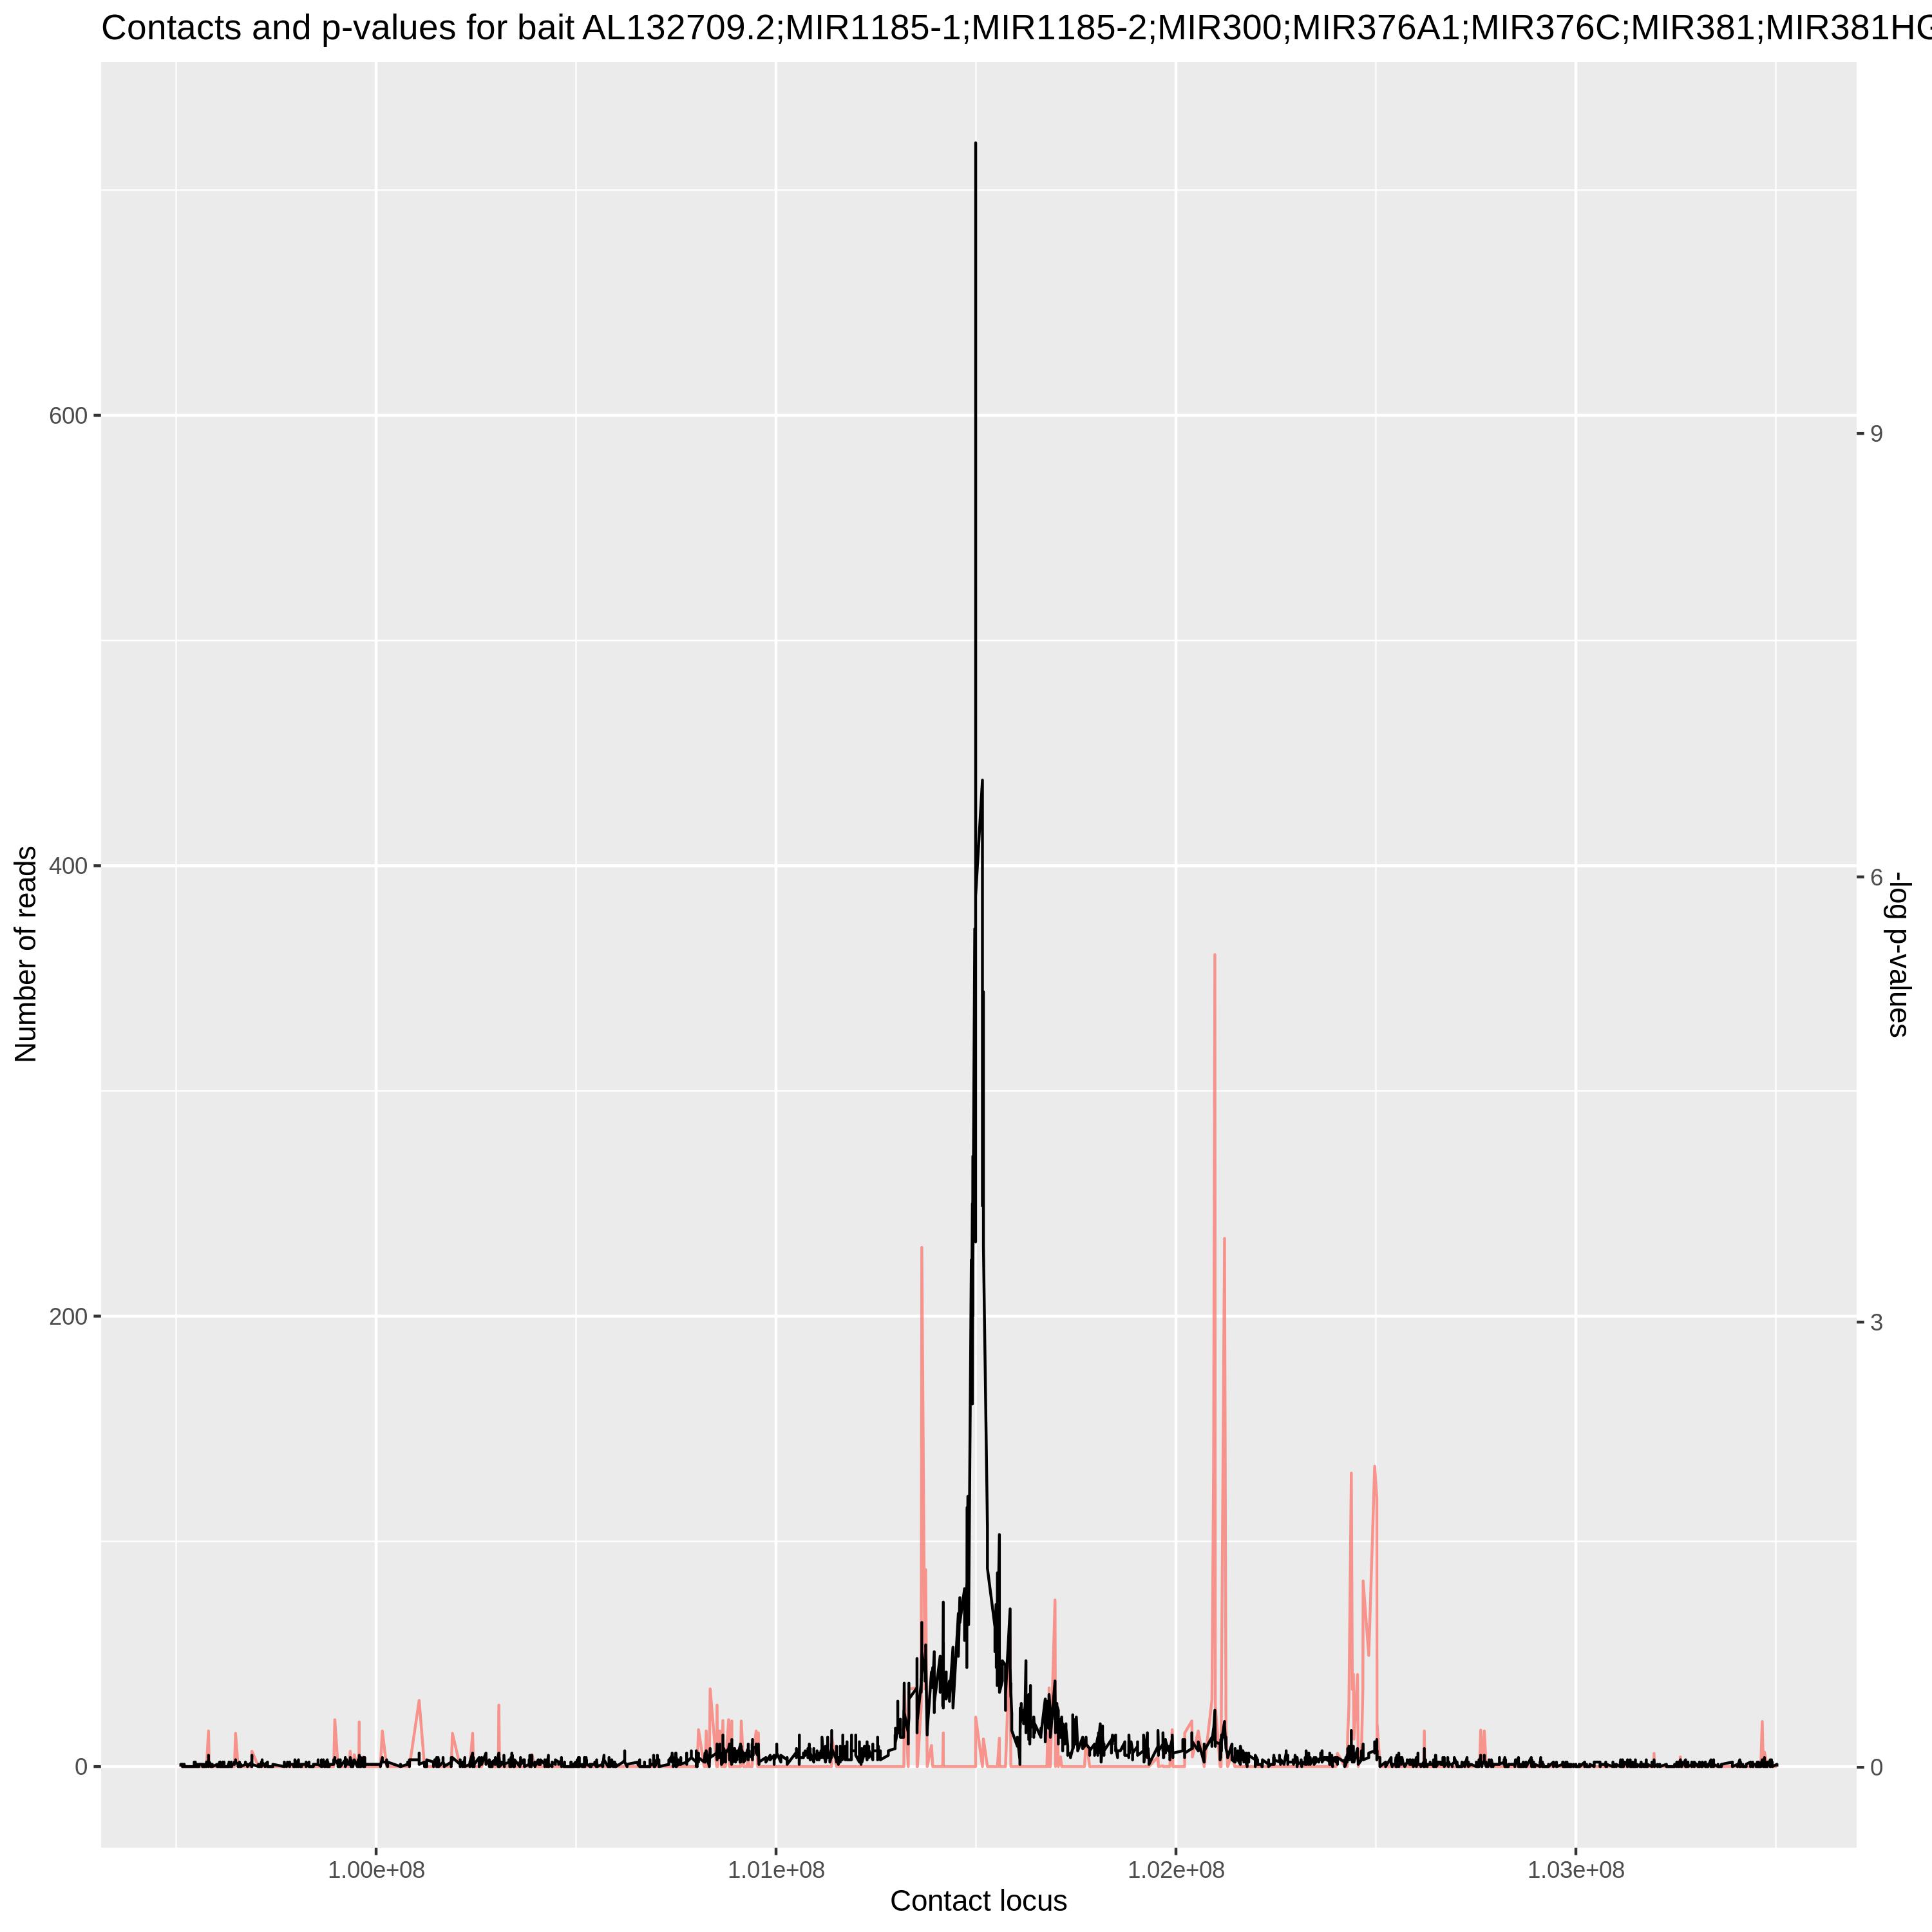 Contacts and p-values for bait AL132709.2;MIR1185-1;MIR1185-2;MIR300;MIR376A1;MIR376C;MIR381;MIR381HG
600
400
200
0
Number of reads
9
6
3
0
-log p-values
1.00e+08
1.01e+08
1.02e+08
1.03e+08
Contact locus